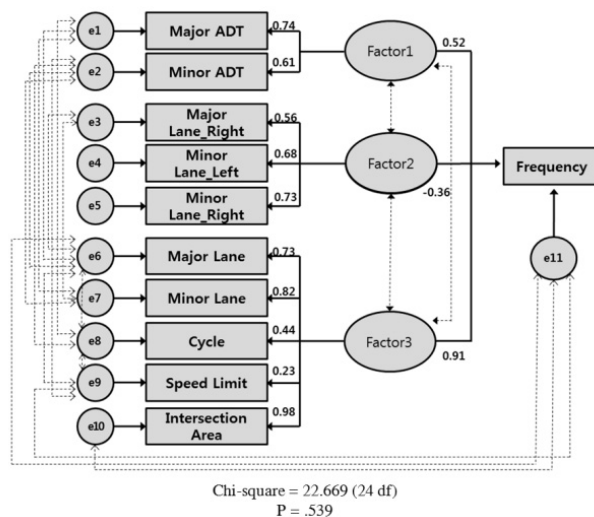 e1
Major ADT
0.74
Factor1
0.52
e2
Minor ADT
0.61
e3
Major
Lane_Right
0.56
e4
Minor
Lane_Left
0.68
Factor2
-0.36
Frequency
e5
Minor
Lane_Right
0.73
e6
Major Lane
0.73
e11
e7
Minor Lane
0.82
e8
Cycle
0.44
Factor3
0.91
e9
Speed Limit
0.23
e10
Intersection
Area
0.98
Chi-square = 22.669 (24 df)
P = .539